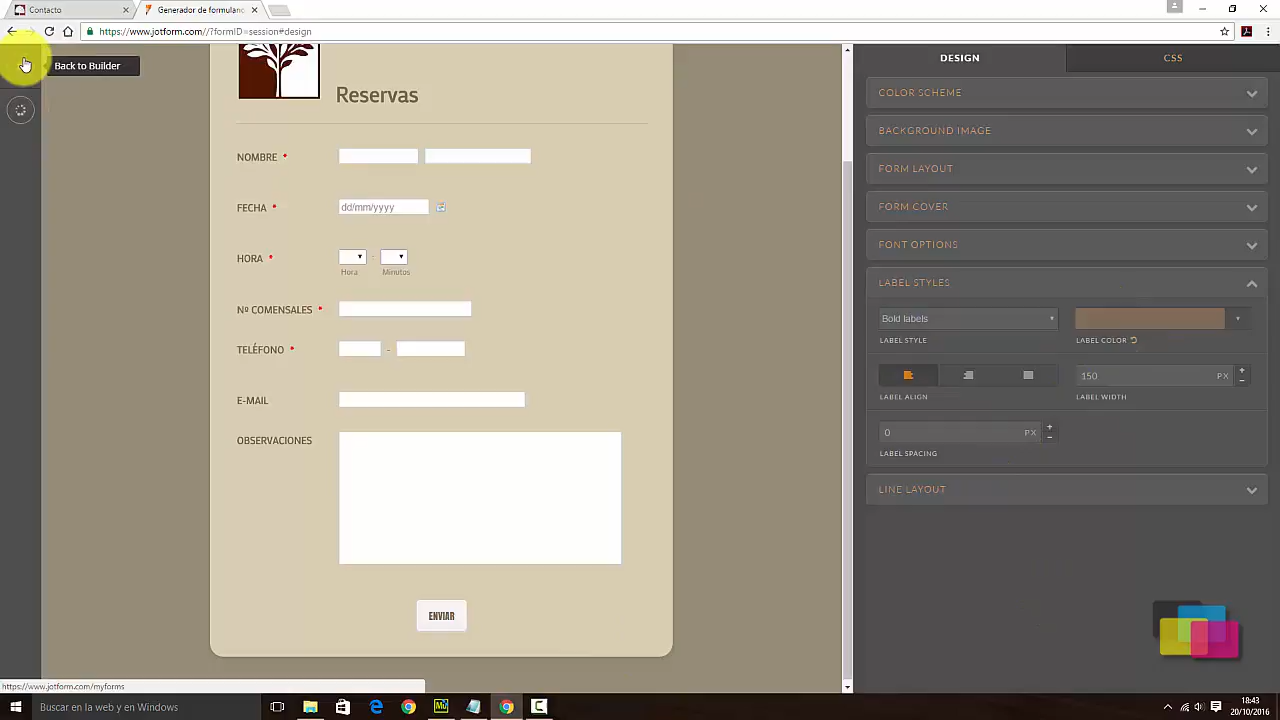 Contacto
Generador de formulario
https://www.jotform.com//?formID=session#design
Back to Builder
Reservas
NOMBRE *
FECHA *
dd/mm/yyyy
HORA *
-
Hora Minutos
Nº COMENSALES *
TELÉFONO *
-
E-MAIL
OBSERVACIONES
ENVIAR
DESIGN
CSS
COLOR SCHEME
BACKGROUND IMAGE
FORM LAYOUT
FORM COVER
FONT OPTIONS
LABEL STYLES
Bold labels
LABEL STYLE
LABEL COLOR
LABEL ALIGN
150 PX
LABEL WIDTH
0 PX
LABEL SPACING
LINE LAYOUT
https://www.jotform.com/myforms
Buscar en la web y en Windows
18:43
20/10/2016